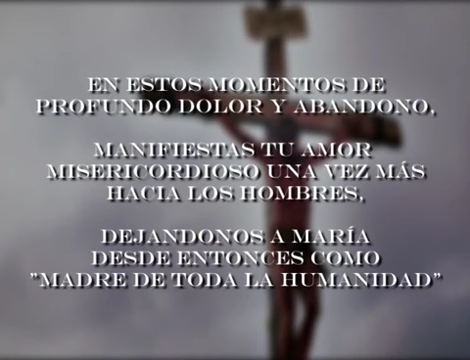 EN ESTOS MOMENTOS DE
PROFUNDO DOLOR Y ABANDONO,
MANIFIESTAS TU AMOR
MISERICORDIOSO UNA VEZ MÁS
HACIA LOS HOMBRES,
DEJANDONOS A MARÍA
DESDE ENTONCES COMO
"MADRE DE TODA LA HUMANIDAD"